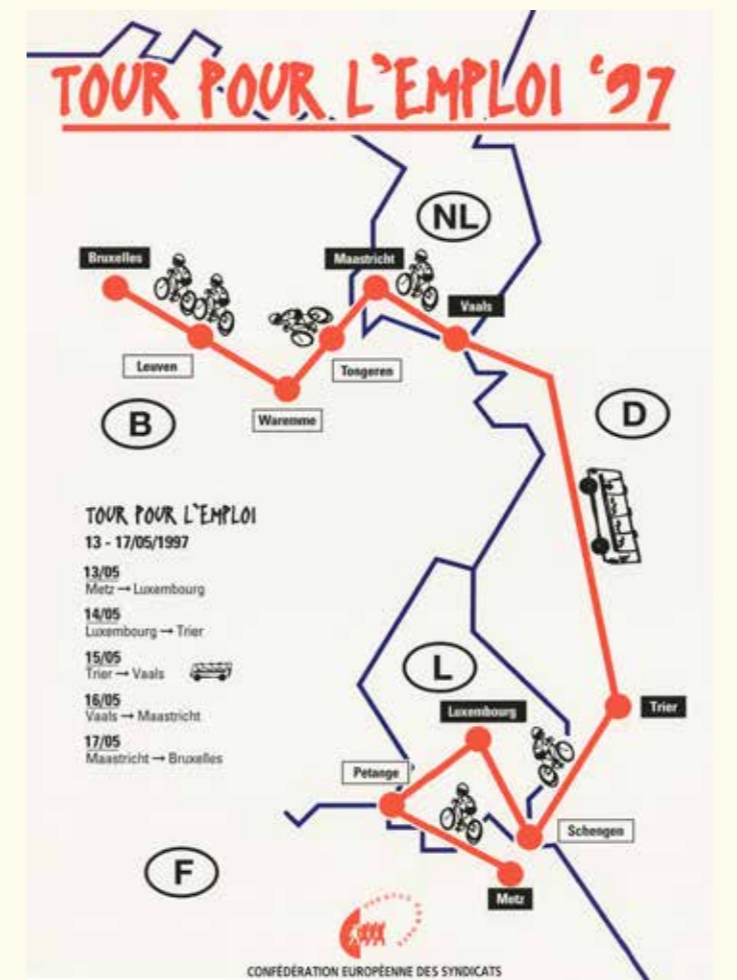 TOUR POUR L'EMPLOI '97
NL
Bruxelles
Maastricht
Vaals
Leuven
Tongeren
Waremme
B
D
TOUR POUR L'EMPLOI
13 - 17/05/1997
13/05
Metz → Luxembourg
14/05
Luxembourg → Trier
15/05
Trier → Vaals
16/05
Vaals → Maastricht
17/05
Maastricht → Bruxelles
L
Luxembourg
Trier
Petange
Schengen
F
Metz
CONFÉDÉRATION EUROPÉENNE DES SYNDICATS